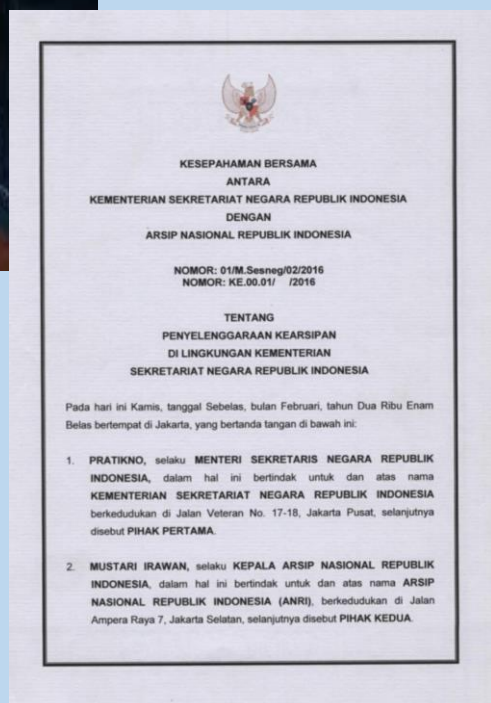 KESEPAHAMAN BERSAMA
ANTARA
KEMENTERIAN SEKRETARIAT NEGARA REPUBLIK INDONESIA
DENGAN
ARSIP NASIONAL REPUBLIK INDONESIA
NOMOR: 01/M.Sesneg/02/2016
NOMOR: KE.00.01/ /2016
TENTANG
PENYELENGGARAAN KEARSIPAN
DI LINGKUNGAN KEMENTERIAN
SEKRETARIAT NEGARA REPUBLIK INDONESIA
Pada hari ini Kamis, tanggal Sebelas, bulan Februari, tahun Dua Ribu Enam
Belas bertempat di Jakarta, yang bertanda tangan di bawah ini:
1. PRATIKNO, selaku MENTERI SEKRETARIS NEGARA REPUBLIK
INDONESIA, dalam hal ini bertindak untuk dan atas nama
KEMENTERIAN SEKRETARIAT NEGARA REPUBLIK INDONESIA
berkedudukan di Jalan Veteran No. 17-18, Jakarta Pusat, selanjutnya
disebut PIHAK PERTAMA.
2. MUSTARI IRAWAN, selaku KEPALA ARSIP NASIONAL REPUBLIK
INDONESIA, dalam hal ini bertindak untuk dan atas nama ARSIP
NASIONAL REPUBLIK INDONESIA (ANRI), berkedudukan di Jalan
Ampera Raya 7, Jakarta Selatan, selanjutnya disebut PIHAK KEDUA.